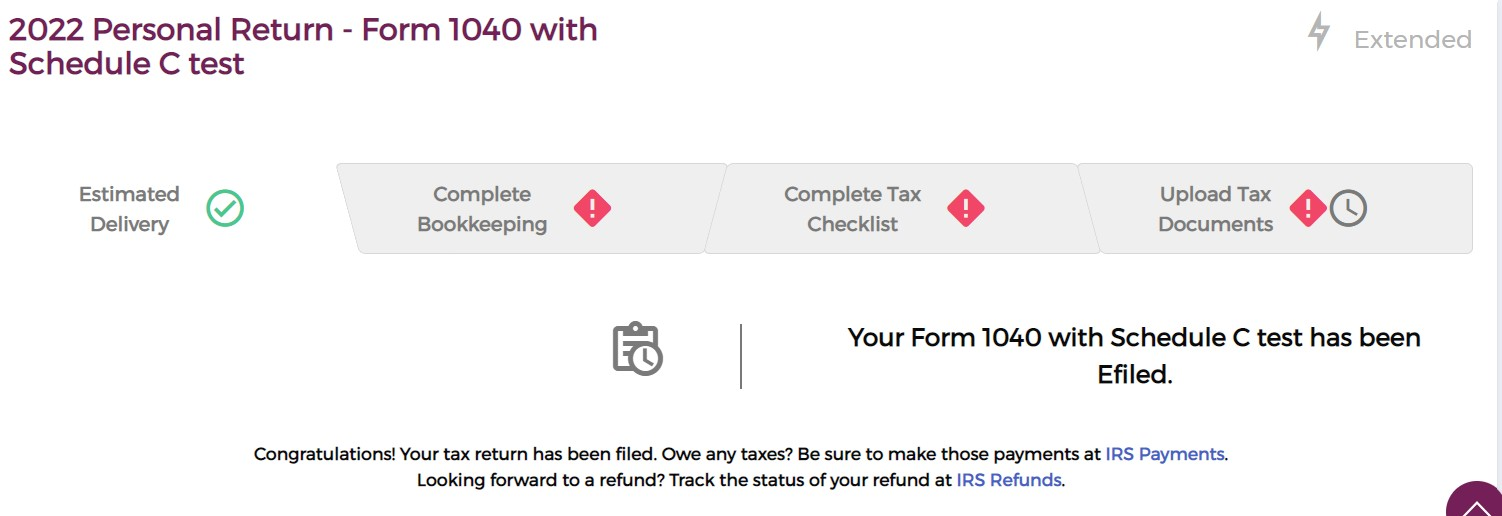 2022 Personal Return - Form 1040 with
Schedule C test
Extended
Estimated
Delivery
Complete
Bookkeeping
Complete Tax
Checklist
Upload Tax
Documents
Your Form 1040 with Schedule C test has been
Efiled.
Congratulations! Your tax return has been filed. Owe any taxes? Be sure to make those payments at IRS Payments.
Looking forward to a refund? Track the status of your refund at IRS Refunds.